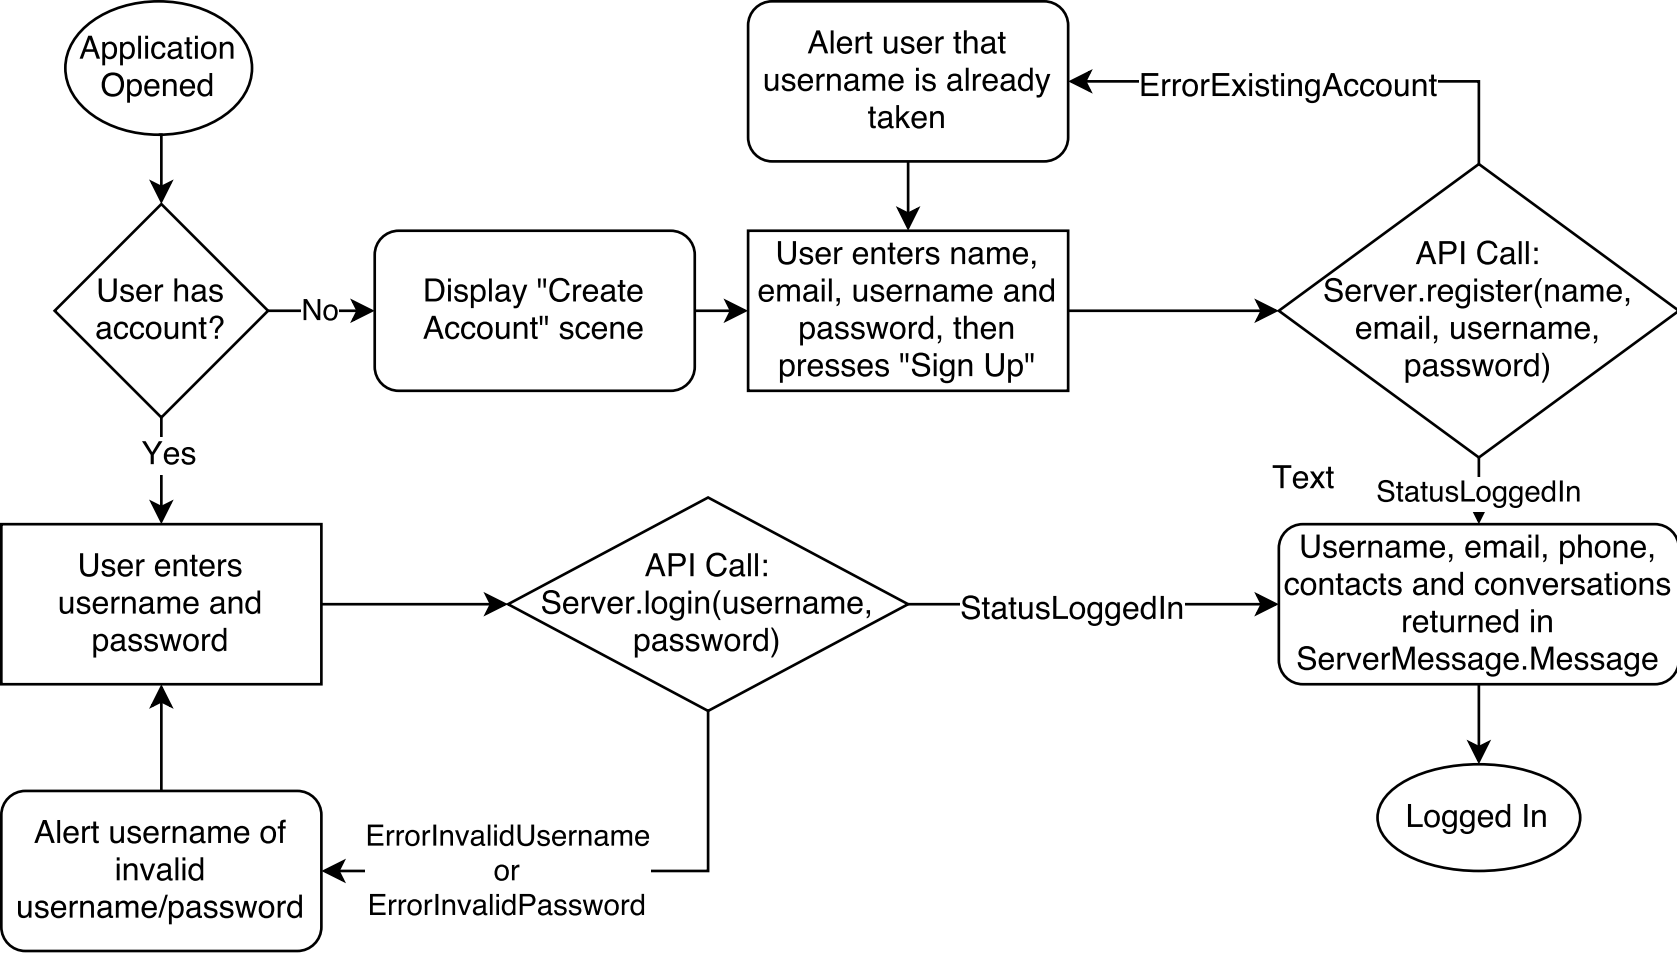 Application
Opened
Alert user that
username is already
taken
ErrorExistingAccount
User has
account?
No
Display "Create
Account" scene
User enters name,
email, username and
password, then
presses "Sign Up"
API Call:
Server.register(name,
email, username,
password)
Yes
Text
StatusLoggedIn
User enters
username and
password
API Call:
Server.login(username,
password)
StatusLoggedIn
Username, email, phone,
contacts and conversations
returned in
ServerMessage.Message
Alert username of
invalid
username/password
ErrorInvalidUsername
or
ErrorInvalidPassword
Logged In